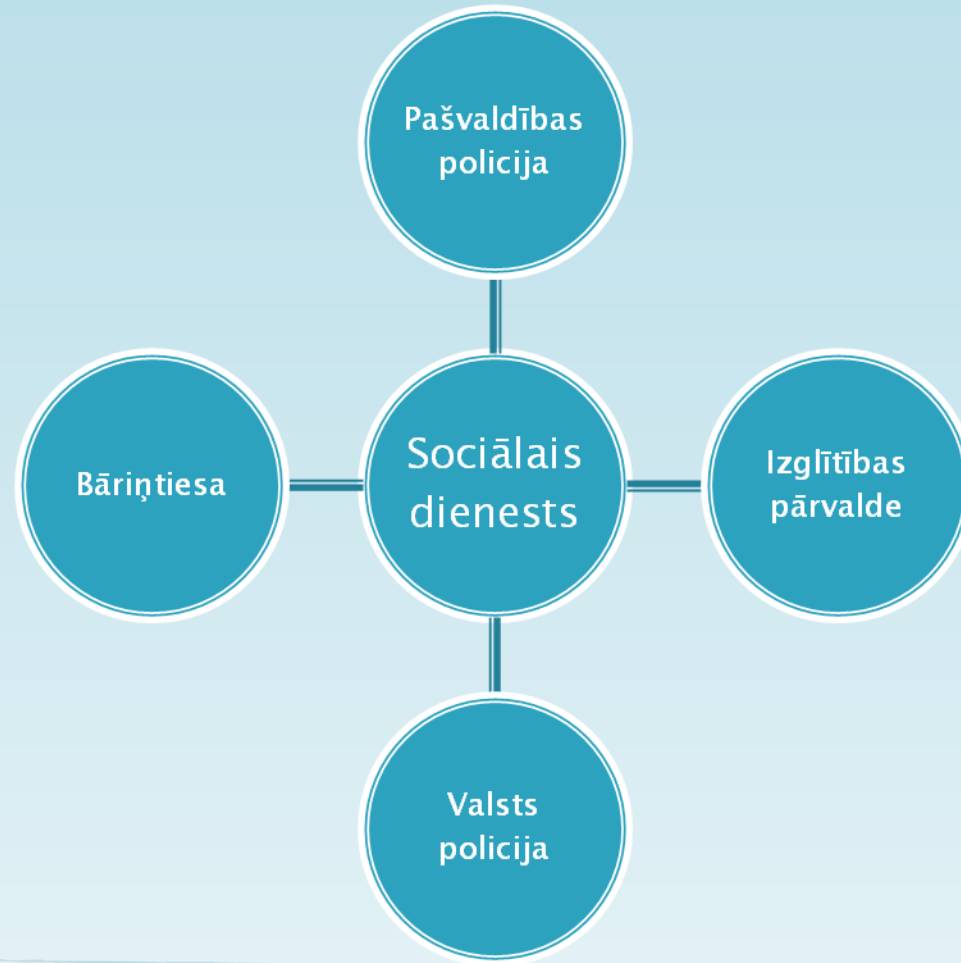 Pašvaldības
policija
Bāriņtiesa
Sociālais
dienests
Izglītības
pārvalde
Valsts
policija